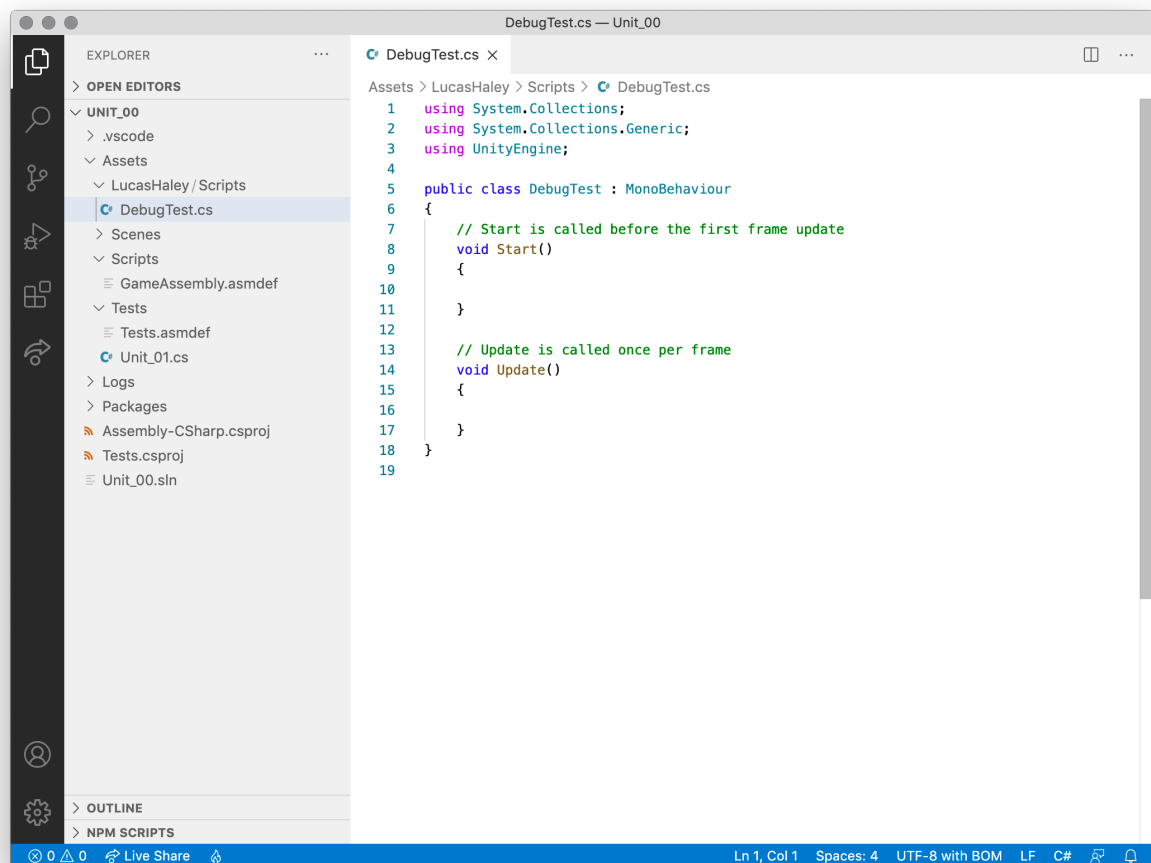 DebugTest.cs — Unit_00
EXPLORER
OPEN EDITORS
UNIT_00
.vscode
Assets
LucasHaley / Scripts
DebugTest.cs
Scenes
Scripts
GameAssembly.asmdef
Tests
Tests.asmdef
Unit_01.cs
Logs
Packages
Assembly-CSharp.csproj
Tests.csproj
Unit_00.sln
OUTLINE
NPM SCRIPTS
DebugTest.cs
Assets > LucasHaley > Scripts > DebugTest.cs
1 using System.Collections;
2 using System.Collections.Generic;
3 using UnityEngine;
4
5 public class DebugTest : MonoBehaviour
6 {
7 // Start is called before the first frame update
8 void Start()
9 {
10
11 }
12
13 // Update is called once per frame
14 void Update()
15 {
16
17 }
18 }
19
0 0 Live Share Ln 1, Col 1 Spaces: 4 UTF-8 with BOM LF C#